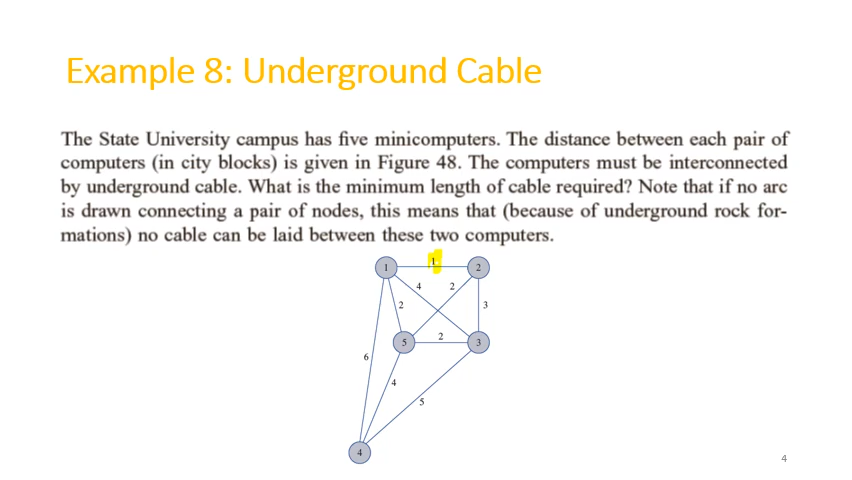 Example 8: Underground Cable
The State University campus has five minicomputers. The distance between each pair of
computers (in city blocks) is given in Figure 48. The computers must be interconnected
by underground cable. What is the minimum length of cable required? Note that if no arc
is drawn connecting a pair of nodes, this means that (because of underground rock for-
mations) no cable can be laid between these two computers.
1
1
2
4
2
2
3
5
2
3
6
4
5
4
4